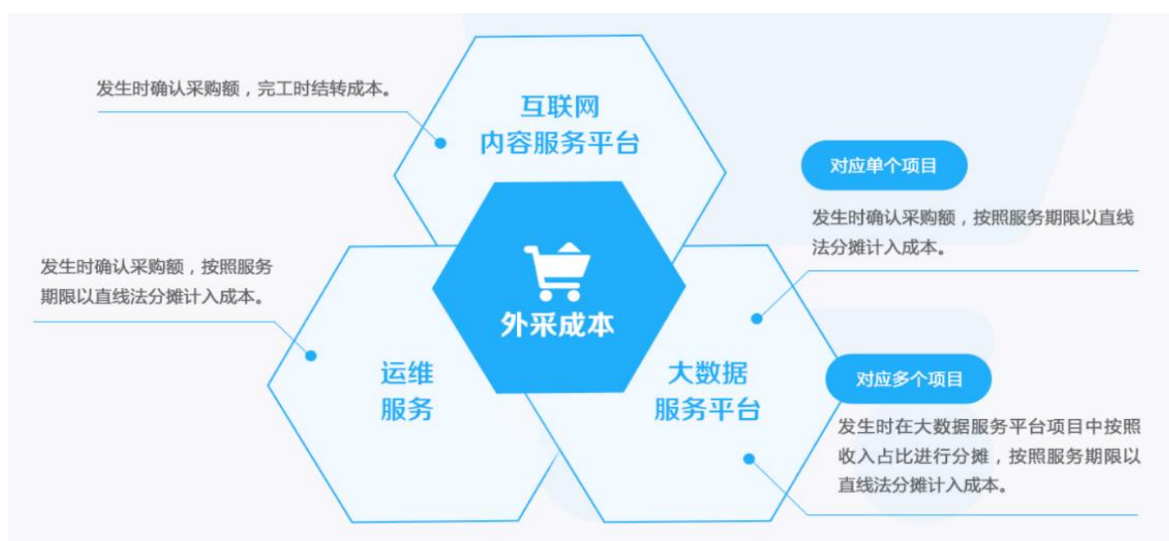 发生时确认采购额，完工时结转成本。
互联网
内容服务平台
对应单个项目
发生时确认采购额，按照服务期限以直线
法分摊计入成本。
发生时确认采购额，按照服务
期限以直线法分摊计入成本。
外采成本
运维
服务
大数据
服务平台
对应多个项目
发生时在大数据服务平台项目中按照
收入占比进行分摊，按照服务期限以
直线法分摊计入成本。